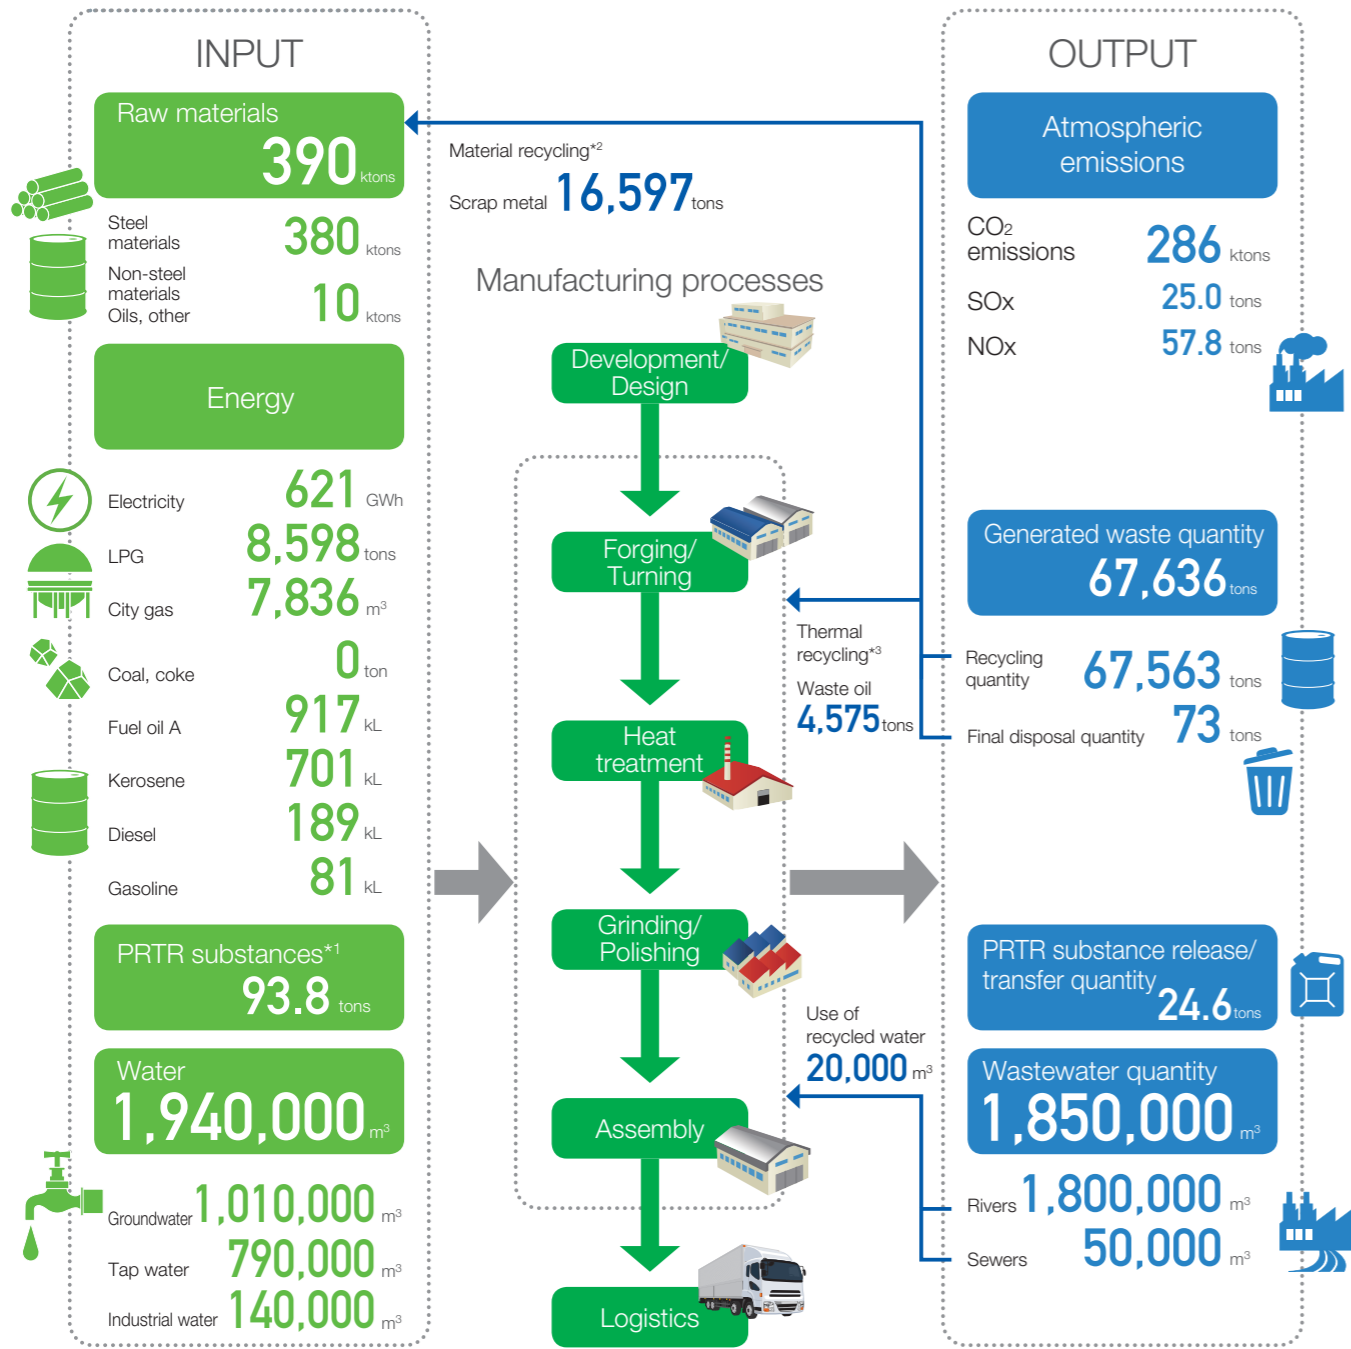 INPUT
Raw materials
390 ktons
Steel
materials 380 ktons
Non-steel
materials
Oils, other 10 ktons
Energy
Electricity 621 GWh
LPG 8,598 tons
City gas 7,836 m³
Coal, coke 0 ton
Fuel oil A 917 kL
Kerosene 701 kL
Diesel 189 kL
Gasoline 81 kL
PRTR substances*1
93.8 tons
Water
1,940,000 m³
Groundwater 1,010,000 m³
Tap water 790,000 m³
Industrial water 140,000 m³
Material recycling*2
Scrap metal 16,597 tons
Manufacturing processes
Development/
Design
Forging/
Turning
Thermal
recycling*3
Waste oil
4,575 tons
Heat
treatment
Grinding/
Polishing
Use of
recycled water
20,000 m³
Assembly
Logistics
OUTPUT
Atmospheric
emissions
CO₂
emissions 286 ktons
SOx 25.0 tons
NOx 57.8 tons
Generated waste quantity
67,636 tons
Recycling
quantity 67,563 tons
Final disposal quantity 73 tons
PRTR substance release/
transfer quantity 24.6 tons
Wastewater quantity
1,850,000 m³
Rivers 1,800,000 m³
Sewers 50,000 m³